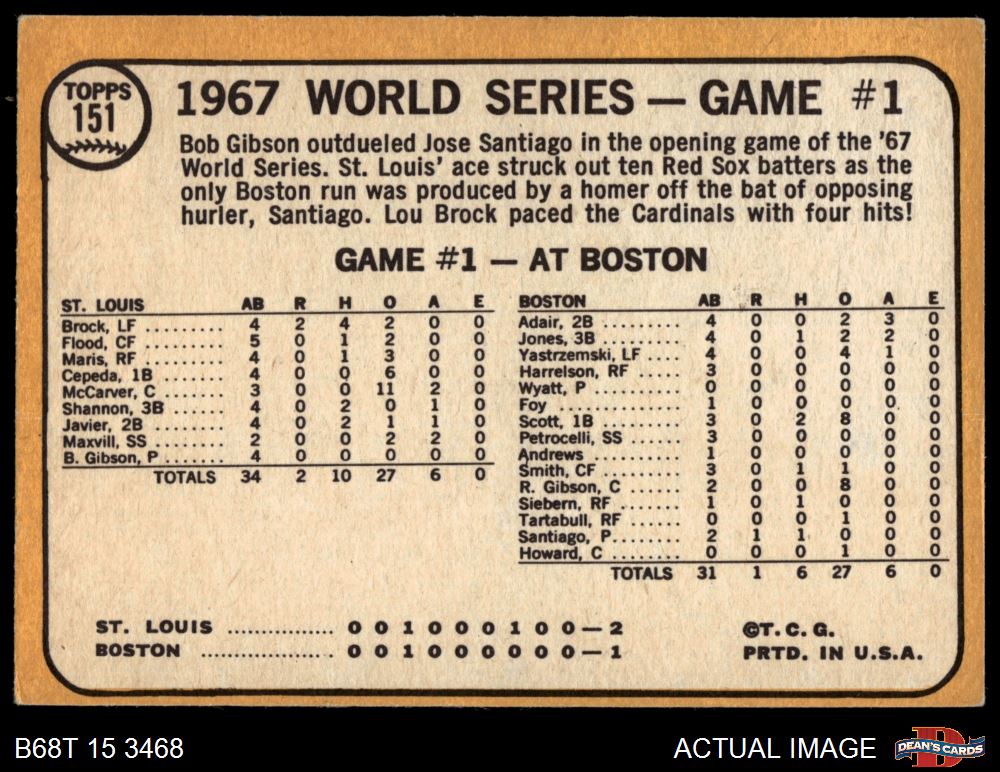 TOPPS
151
1967 WORLD SERIES — GAME #1
Bob Gibson outdueled Jose Santiago in the opening game of the '67
World Series. St. Louis' ace struck out ten Red Sox batters as the
only Boston run was produced by a homer off the bat of opposing
hurler, Santiago. Lou Brock paced the Cardinals with four hits!
GAME #1 — AT BOSTON
ST. LOUIS AB R H O A E
Brock, LF ......... 4 2 4 2 0 0
Flood, CF ......... 5 0 1 2 0 0
Maris, RF ......... 4 0 1 3 0 0
Cepeda, 1B ....... 4 0 0 6 0 0
McCarver, C ...... 3 0 0 11 2 0
Shannon, 3B ...... 4 0 2 0 1 0
Javier, 2B ........ 4 0 2 1 1 0
Maxvill, SS ....... 2 0 0 2 2 0
B. Gibson, P ...... 4 0 0 0 0 0
TOTALS 34 2 10 27 6 0
BOSTON AB R H O A E
Adair, 2B ......... 4 0 0 2 3 0
Jones, 3B ......... 4 0 1 2 2 0
Yastrzemski, LF .... 4 0 0 4 1 0
Harrelson, RF ..... 3 0 0 0 0 0
Wyatt, P .......... 0 0 0 0 0 0
Foy .............. 1 0 0 0 0 0
Scott, 1B ......... 3 0 2 8 0 0
Petrocelli, SS ..... 3 0 0 0 0 0
Andrews .......... 1 0 0 0 0 0
Smith, CF ......... 3 0 1 1 0 0
R. Gibson, C ...... 2 0 0 8 0 0
Siebern, RF ....... 1 0 1 0 0 0
Tartabull, RF ...... 0 0 0 1 0 0
Santiago, P........ 2 1 1 0 0 0
Howard, C ........ 0 0 0 1 0 0
TOTALS 31 1 6 27 6 0
ST. LOUIS .............. 0 0 1 0 0 0 1 0 0 — 2
BOSTON ................. 0 0 1 0 0 0 0 0 0 — 1
©T. C. G.
PRTD. IN U.S.A.
B68T 15 3468
ACTUAL IMAGE
D
DEAN'S CARDS